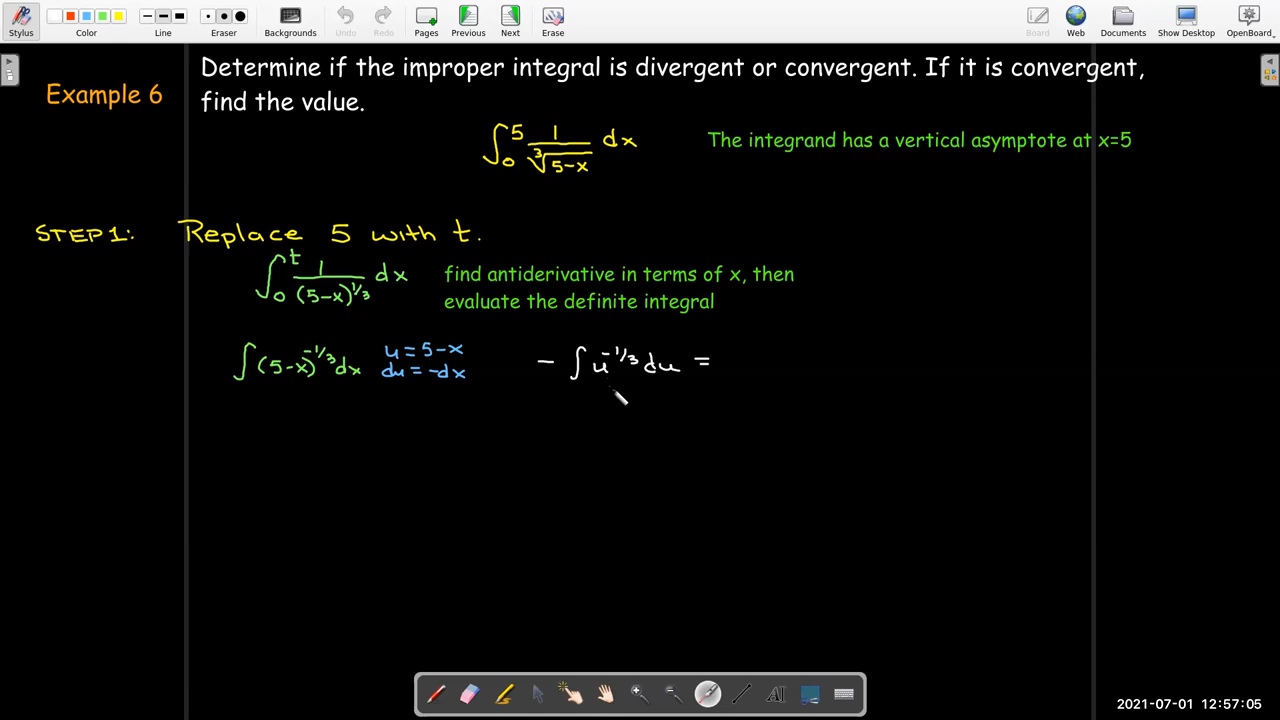 Stylus Color Line Eraser Backgrounds Undo Redo Pages Previous Next Erase Board Web Documents Show Desktop OpenBoard
Example 6
Determine if the improper integral is divergent or convergent. If it is convergent,
find the value.
∫₀⁵ 1/∛(5-x) dx
The integrand has a vertical asymptote at x=5
STEP 1: Replace 5 with t.
∫₀ᵗ 1/(5-x)^(1/3) dx
find antiderivative in terms of x, then
evaluate the definite integral
∫(5-x)^(-1/3) dx
u = 5-x
du = -dx
- ∫ u^(-1/3) du =
2021-07-01 12:57:05